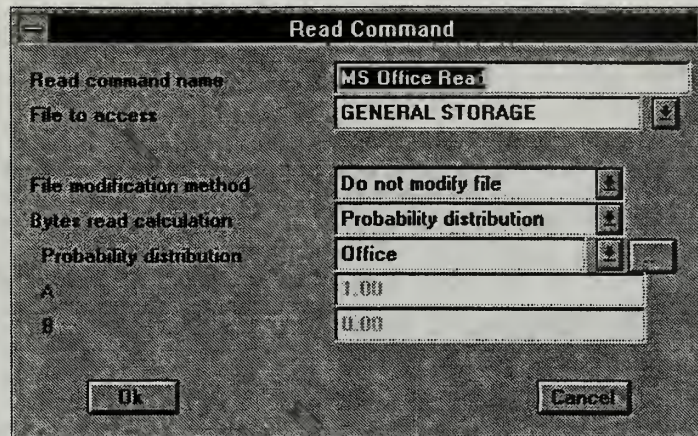 Read Command
Read command name MS Office Read
File to access GENERAL STORAGE
File modification method Do not modify file
Bytes read calculation Probability distribution
Probability distribution Office ...
A 1.00
B 0.00
Ok Cancel